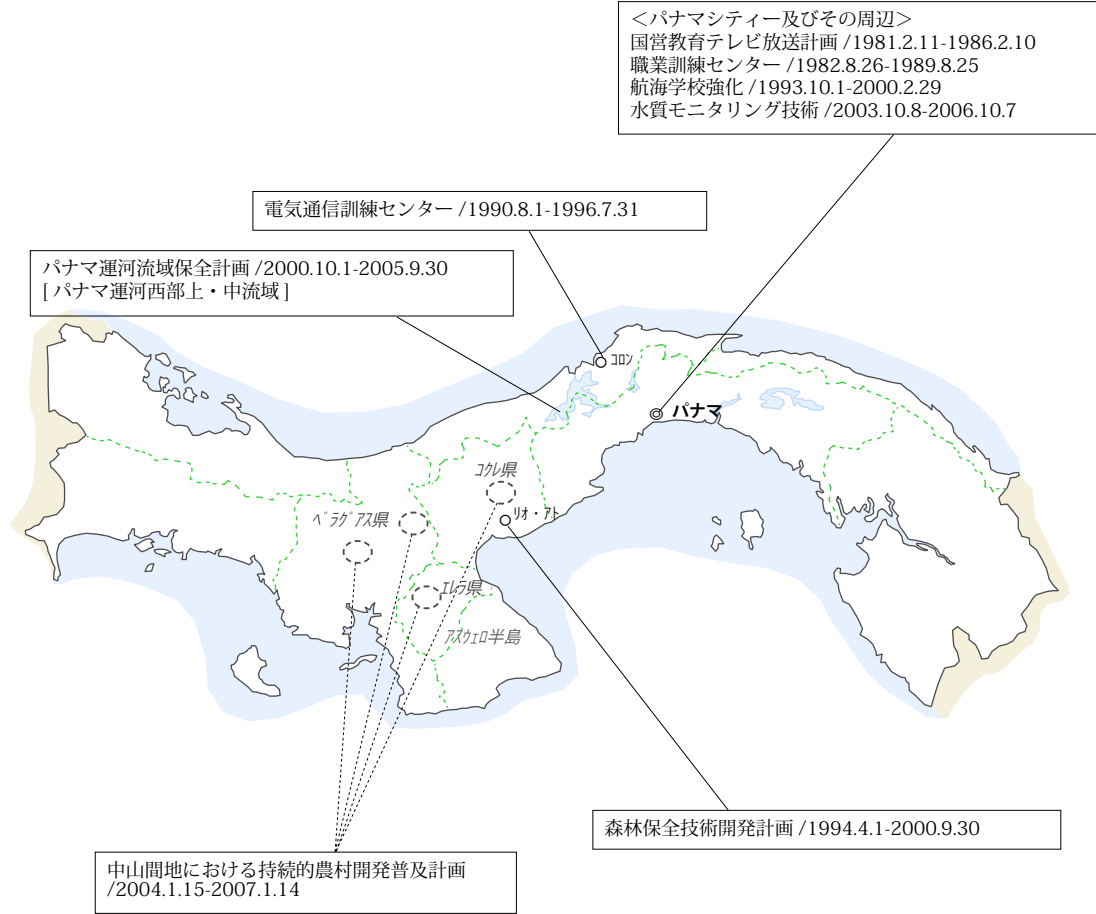 ＜パナマシティー及びその周辺＞
国営教育テレビ放送計画 /1981.2.11-1986.2.10
職業訓練センター /1982.8.26-1989.8.25
航海学校強化 /1993.10.1-2000.2.29
水質モニタリング技術 /2003.10.8-2006.10.7
電気通信訓練センター /1990.8.1-1996.7.31
パナマ運河流域保全計画 /2000.10.1-2005.9.30
[ パナマ運河西部上・中流域 ]
ｺﾛﾝ
パナマ
ｺｸﾚ県
ﾍﾞﾗｸﾞｱｽ県
ﾘｵ・ｱﾄ
ｴﾚﾗ県
ｱｽｳｪﾛ半島
森林保全技術開発計画 /1994.4.1-2000.9.30
中山間地における持続的農村開発普及計画
/2004.1.15-2007.1.14